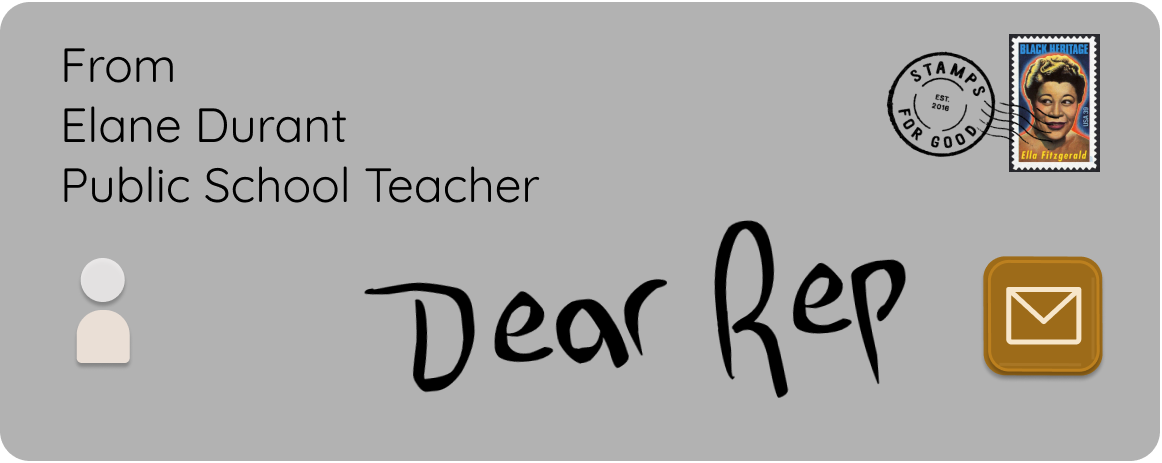 From
Elane Durant
Public School Teacher
STAMPS
EST.
2016
FOR GOOD
BLACK HERITAGE
USA 39
Ella Fitzgerald
Dear Rep